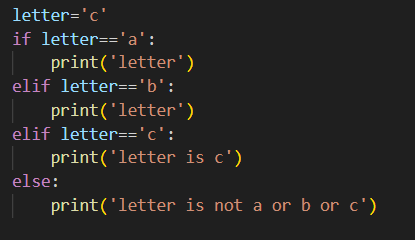 letter='c'
if letter=='a':
    print('letter')
elif letter=='b':
    print('letter')
elif letter=='c':
    print('letter is c')
else:
    print('letter is not a or b or c')